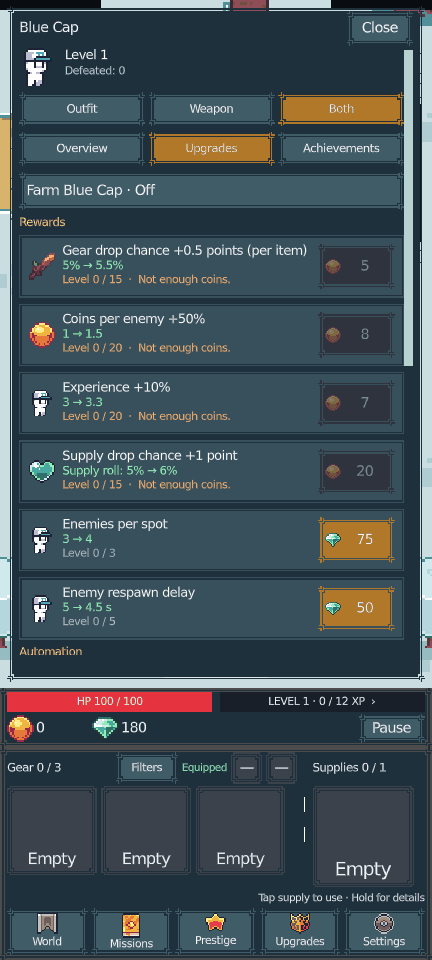 Blue Cap
Close
Level 1
Defeated: 0
Outfit
Weapon
Both
Overview
Upgrades
Achievements
Farm Blue Cap · Off
Rewards
Gear drop chance +0.5 points (per item)
5% → 5.5%
Level 0 / 15 · Not enough coins.
5
Coins per enemy +50%
1 → 1.5
Level 0 / 20 · Not enough coins.
8
Experience +10%
3 → 3.3
Level 0 / 20 · Not enough coins.
7
Supply drop chance +1 point
Supply roll: 5% → 6%
Level 0 / 15 · Not enough coins.
20
Enemies per spot
3 → 4
Level 0 / 3
75
Enemy respawn delay
5 → 4.5 s
Level 0 / 5
50
Automation
HP 100 / 100
LEVEL 1 · 0 / 12 XP ›
0
180
Pause
Gear 0 / 3
Filters
Equipped
—
—
Supplies 0 / 1
Empty
Empty
Empty
Empty
Tap supply to use · Hold for details
World
Missions
Prestige
Upgrades
Settings